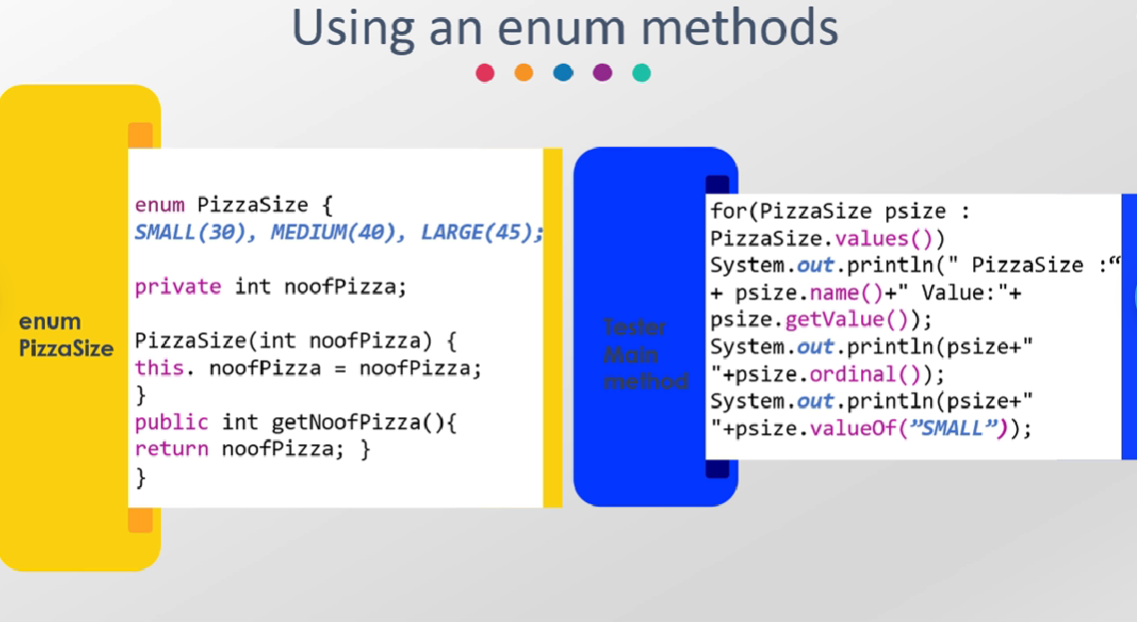 Using an enum methods
enum
PizzaSize
enum PizzaSize {
SMALL(30), MEDIUM(40), LARGE(45);
private int noofPizza;
PizzaSize(int noofPizza) {
this. noofPizza = noofPizza;
}
public int getNoofPizza(){
return noofPizza; }
}
Tester
Main
method
for(PizzaSize psize :
PizzaSize.values())
System.out.println(" PizzaSize :“
+ psize.name()+" Value:"+
psize.getValue());
System.out.println(psize+"
"+psize.ordinal());
System.out.println(psize+"
"+psize.valueOf(”SMALL”));